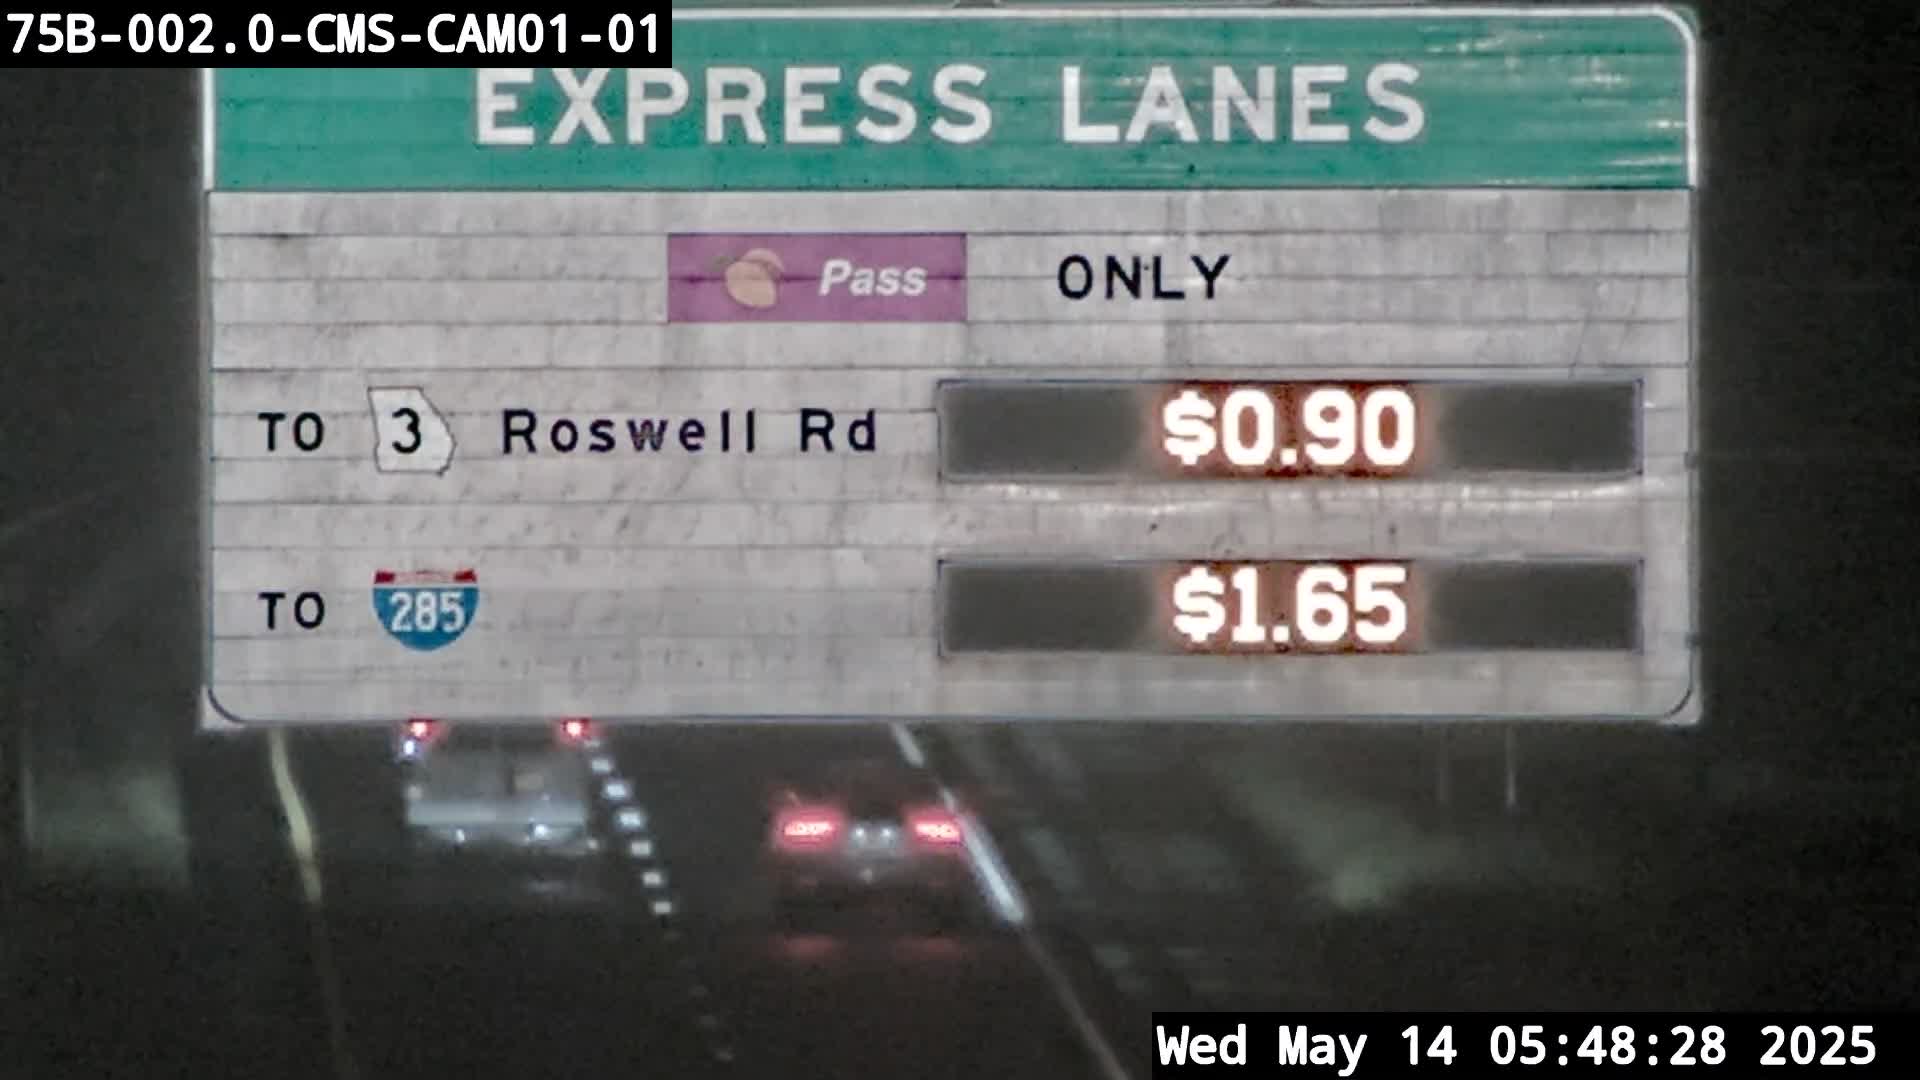 75B-002.0-CMS-CAM01-01
EXPRESS LANES
Pass ONLY
TO 3 Roswell Rd $0.90
TO 285 $1.65
Wed May 14 05:48:28 2025